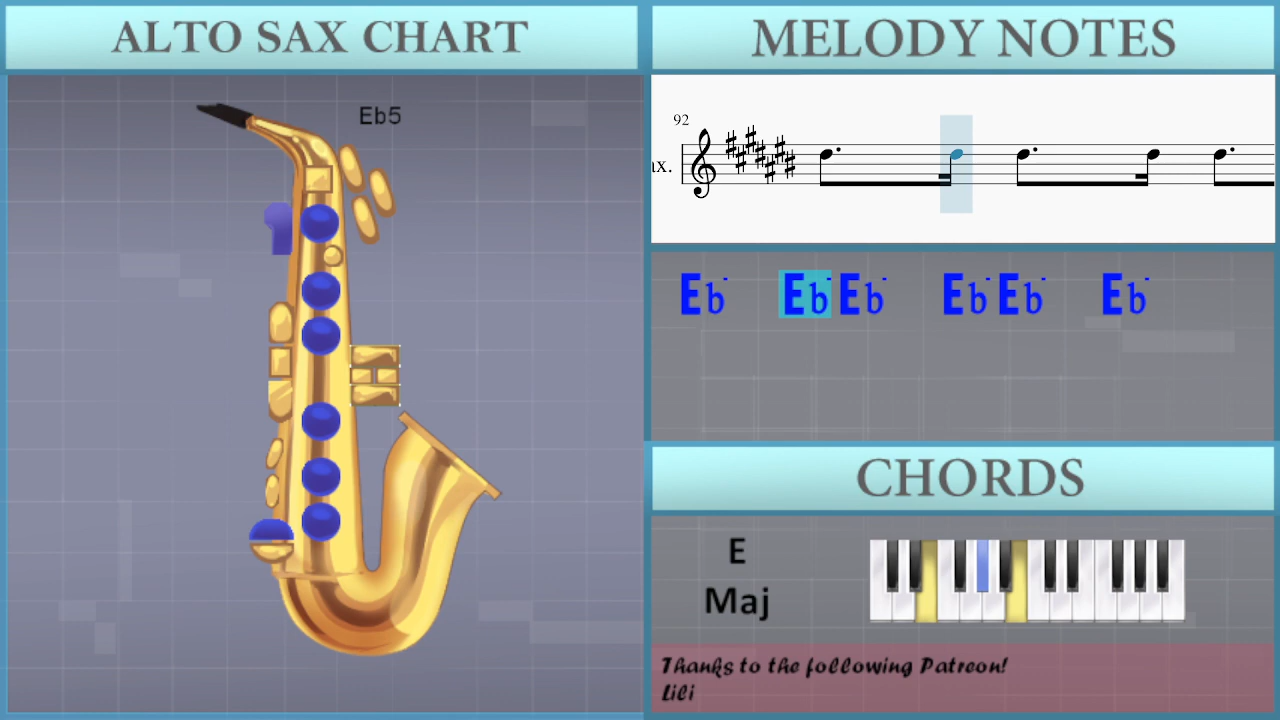 ALTO SAX CHART
Eb5
MELODY NOTES
92
ax.
Eb˙ Eb˙ Eb˙ Eb˙ Eb˙ Eb˙
CHORDS
E
Maj
Thanks to the following Patreon!
Lili